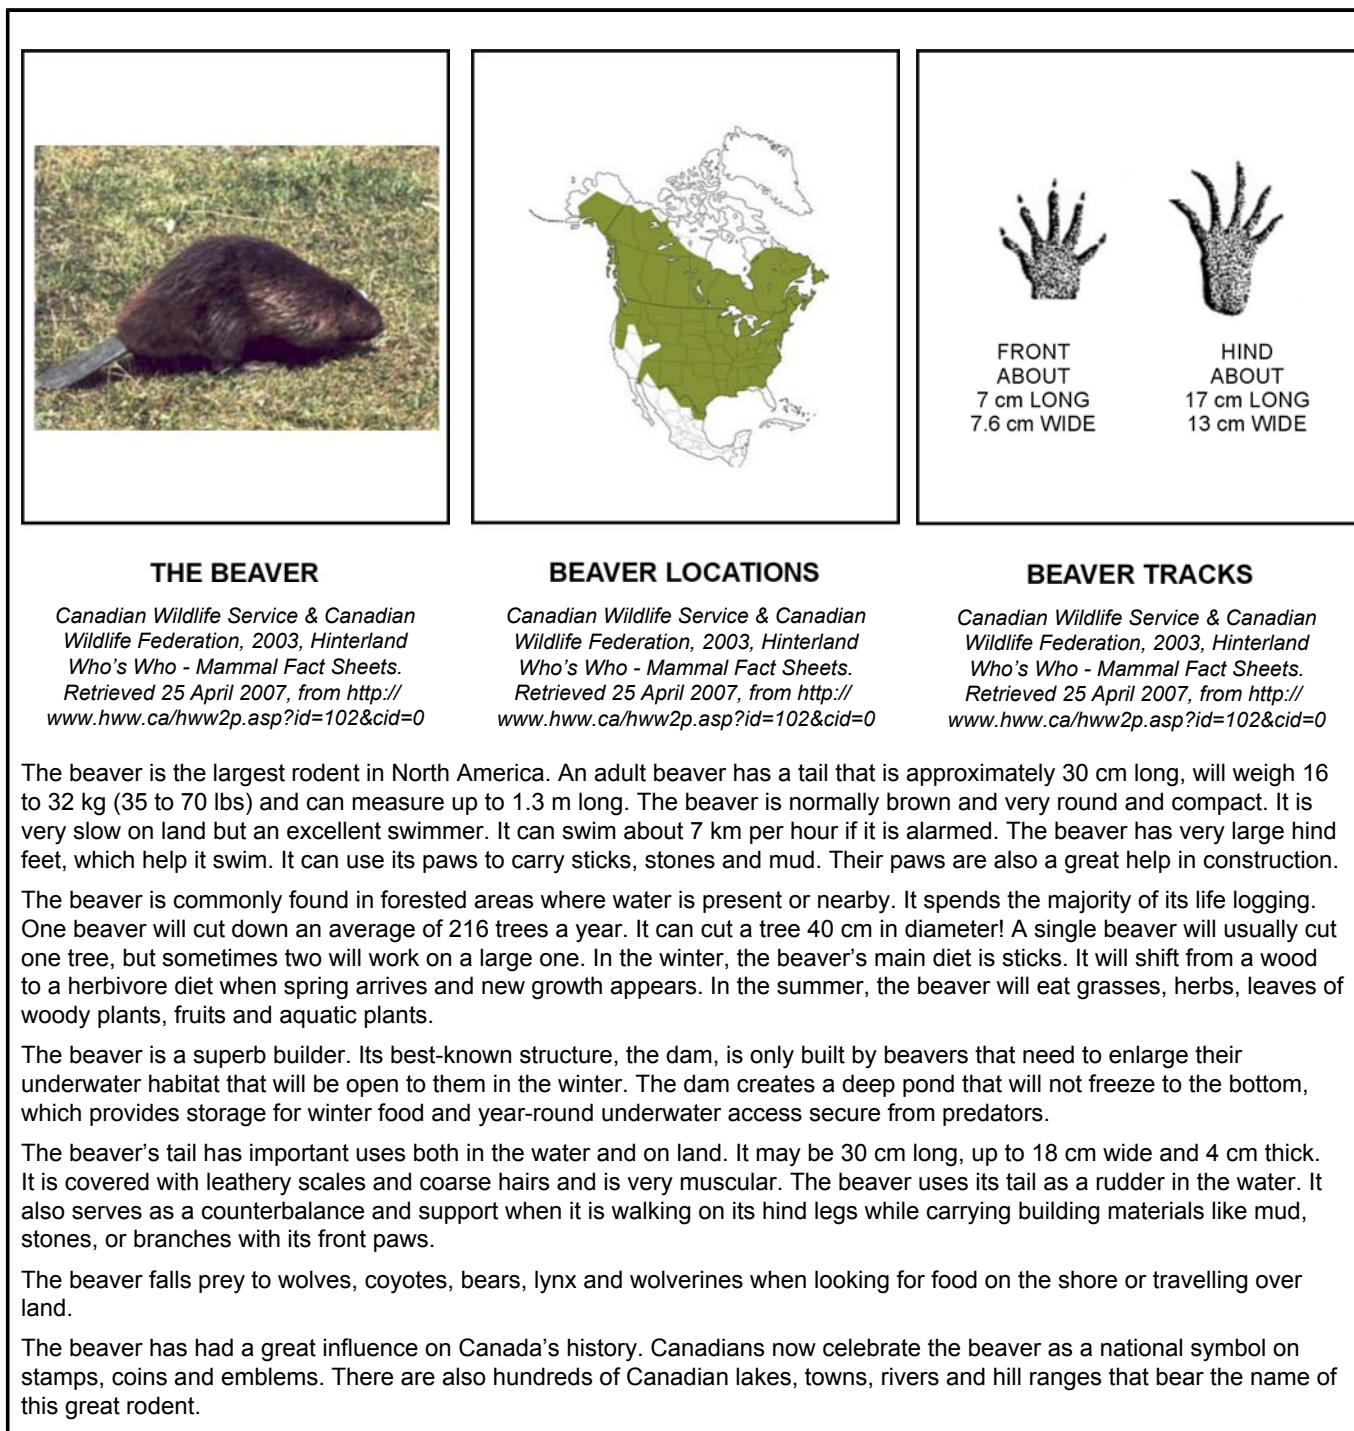 FRONT
ABOUT
7 cm LONG
7.6 cm WIDE
HIND
ABOUT
17 cm LONG
13 cm WIDE
THE BEAVER
Canadian Wildlife Service & Canadian
Wildlife Federation, 2003, Hinterland
Who's Who - Mammal Fact Sheets.
Retrieved 25 April 2007, from http://
www.hww.ca/hww2p.asp?id=102&cid=0
BEAVER LOCATIONS
Canadian Wildlife Service & Canadian
Wildlife Federation, 2003, Hinterland
Who's Who - Mammal Fact Sheets.
Retrieved 25 April 2007, from http://
www.hww.ca/hww2p.asp?id=102&cid=0
BEAVER TRACKS
Canadian Wildlife Service & Canadian
Wildlife Federation, 2003, Hinterland
Who's Who - Mammal Fact Sheets.
Retrieved 25 April 2007, from http://
www.hww.ca/hww2p.asp?id=102&cid=0
The beaver is the largest rodent in North America. An adult beaver has a tail that is approximately 30 cm long, will weigh 16
to 32 kg (35 to 70 lbs) and can measure up to 1.3 m long. The beaver is normally brown and very round and compact. It is
very slow on land but an excellent swimmer. It can swim about 7 km per hour if it is alarmed. The beaver has very large hind
feet, which help it swim. It can use its paws to carry sticks, stones and mud. Their paws are also a great help in construction.
The beaver is commonly found in forested areas where water is present or nearby. It spends the majority of its life logging.
One beaver will cut down an average of 216 trees a year. It can cut a tree 40 cm in diameter! A single beaver will usually cut
one tree, but sometimes two will work on a large one. In the winter, the beaver's main diet is sticks. It will shift from a wood
to a herbivore diet when spring arrives and new growth appears. In the summer, the beaver will eat grasses, herbs, leaves of
woody plants, fruits and aquatic plants.
The beaver is a superb builder. Its best-known structure, the dam, is only built by beavers that need to enlarge their
underwater habitat that will be open to them in the winter. The dam creates a deep pond that will not freeze to the bottom,
which provides storage for winter food and year-round underwater access secure from predators.
The beaver's tail has important uses both in the water and on land. It may be 30 cm long, up to 18 cm wide and 4 cm thick.
It is covered with leathery scales and coarse hairs and is very muscular. The beaver uses its tail as a rudder in the water. It
also serves as a counterbalance and support when it is walking on its hind legs while carrying building materials like mud,
stones, or branches with its front paws.
The beaver falls prey to wolves, coyotes, bears, lynx and wolverines when looking for food on the shore or travelling over
land.
The beaver has had a great influence on Canada's history. Canadians now celebrate the beaver as a national symbol on
stamps, coins and emblems. There are also hundreds of Canadian lakes, towns, rivers and hill ranges that bear the name of
this great rodent.